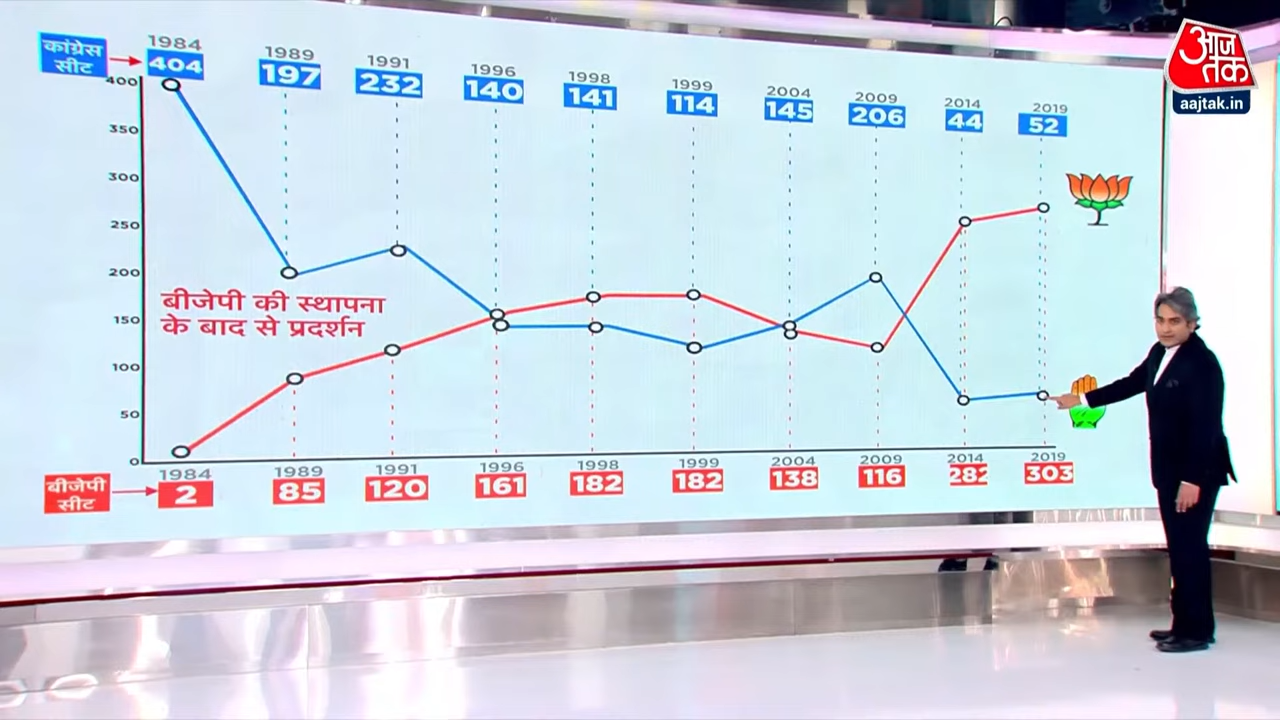 आज
तक
aajtak.in
कांग्रेस
सीट
1984 1989 1991 1996 1998 1999 2004 2009 2014 2019
404 197 232 140 141 114 145 206 44 52
400
350
300
250
200
150
100
50
0
बीजेपी की स्थापना
के बाद से प्रदर्शन
1984 1989 1991 1996 1998 1999 2004 2009 2014 2019
बीजेपी
सीट
2 85 120 161 182 182 138 116 282 303